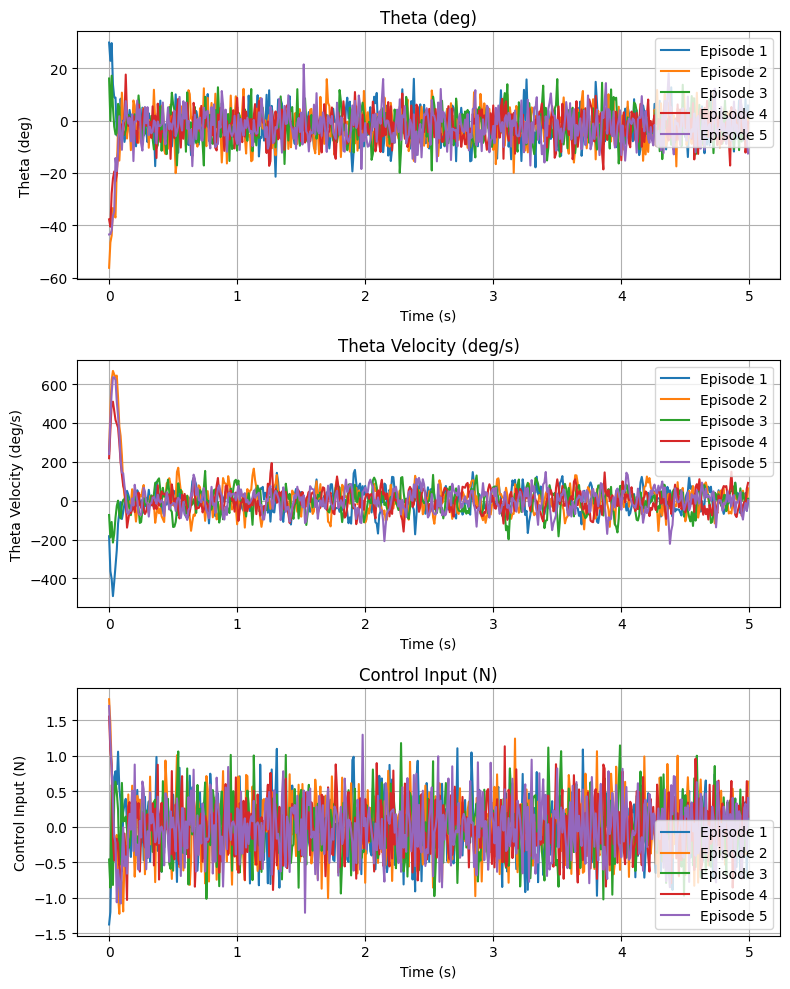 Theta (deg)
Theta (deg)
20
0
−20
−40
−60
Episode 1
Episode 2
Episode 3
Episode 4
Episode 5
0 1 2 3 4 5
Time (s)
Theta Velocity (deg/s)
Theta Velocity (deg/s)
600
400
200
0
−200
−400
Episode 1
Episode 2
Episode 3
Episode 4
Episode 5
0 1 2 3 4 5
Time (s)
Control Input (N)
Control Input (N)
1.5
1.0
0.5
0.0
−0.5
−1.0
−1.5
Episode 1
Episode 2
Episode 3
Episode 4
Episode 5
0 1 2 3 4 5
Time (s)